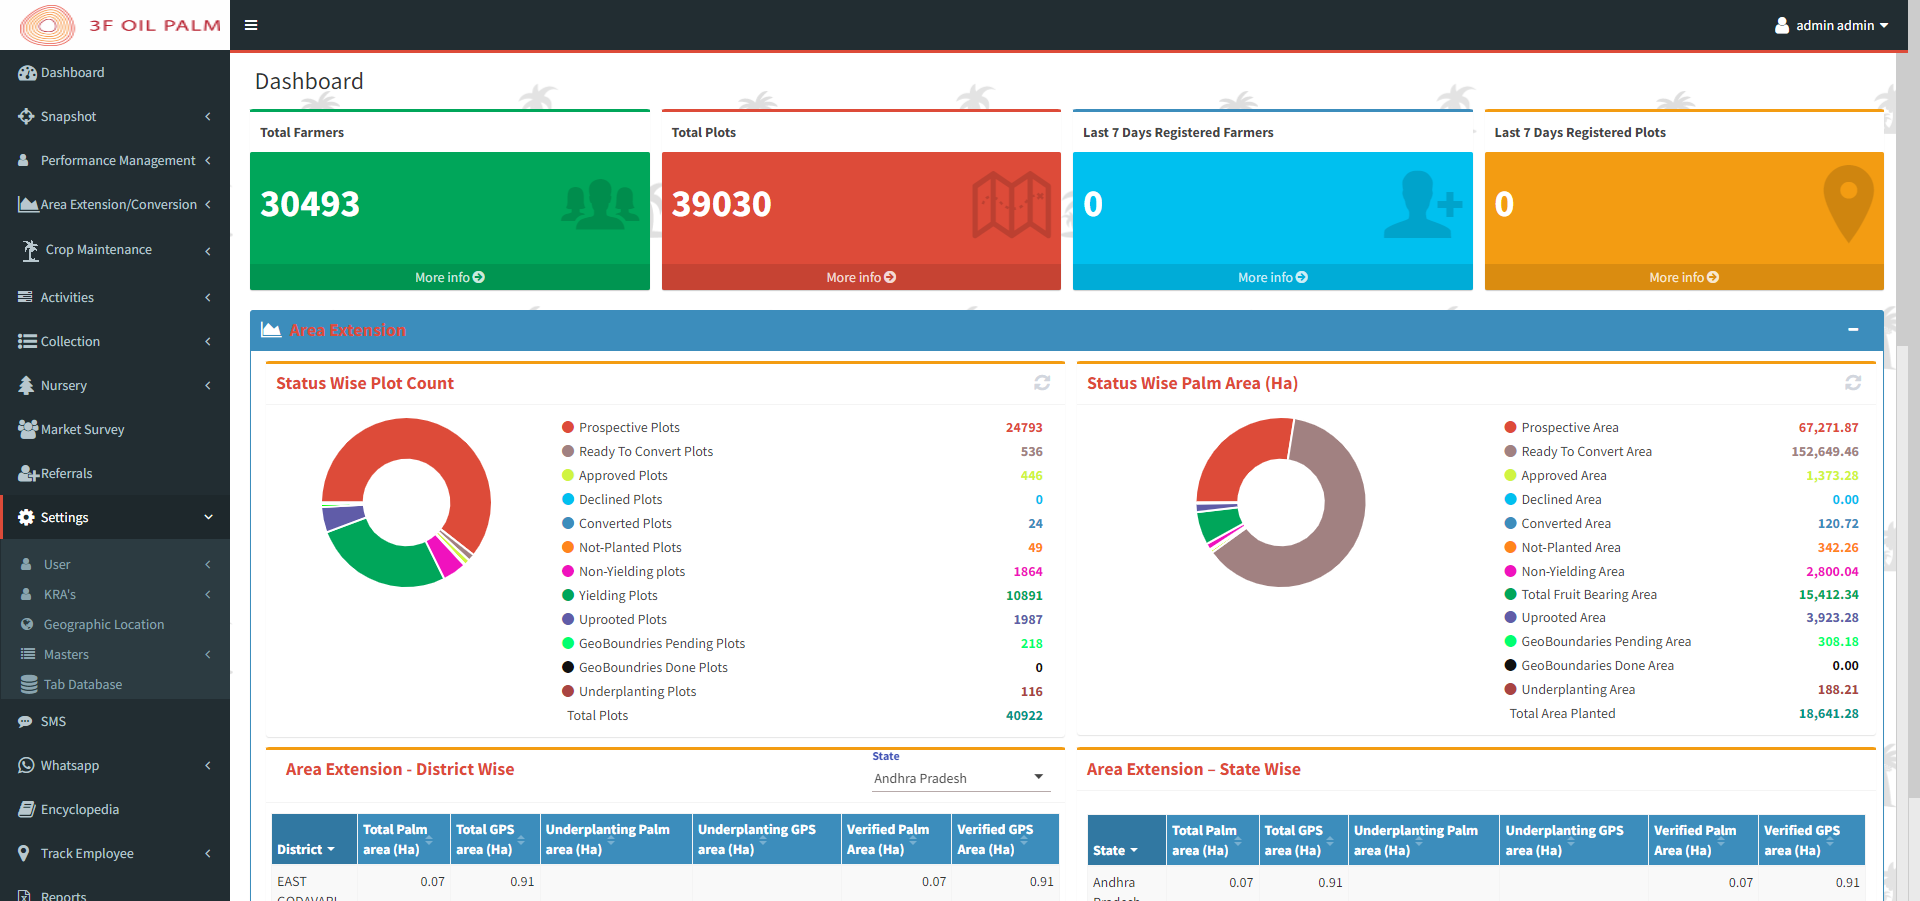 3F OIL PALM
admin admin
Dashboard
Snapshot
Performance Management
Area Extension/Conversion
Crop Maintenance
Activities
Collection
Nursery
Market Survey
Referrals
Settings
User
KRA's
Geographic Location
Masters
Tab Database
SMS
Whatsapp
Encyclopedia
Track Employee
Reports
Dashboard
Total Farmers
30493
More info
Total Plots
39030
More info
Last 7 Days Registered Farmers
0
More info
Last 7 Days Registered Plots
0
More info
Area Extension
Status Wise Plot Count
Prospective Plots 24793
Ready To Convert Plots 536
Approved Plots 446
Declined Plots 0
Converted Plots 24
Not-Planted Plots 49
Non-Yielding plots 1864
Yielding Plots 10891
Uprooted Plots 1987
GeoBoundries Pending Plots 218
GeoBoundries Done Plots 0
Underplanting Plots 116
Total Plots 40922
Status Wise Palm Area (Ha)
Prospective Area 67,271.87
Ready To Convert Area 152,649.46
Approved Area 1,373.28
Declined Area 0.00
Converted Area 120.72
Not-Planted Area 342.26
Non-Yielding Area 2,800.04
Total Fruit Bearing Area 15,412.34
Uprooted Area 3,923.28
GeoBoundaries Pending Area 308.18
GeoBoundaries Done Area 0.00
Underplanting Area 188.21
Total Area Planted 18,641.28
Area Extension - District Wise
State
Andhra Pradesh
District Total Palm area (Ha) Total GPS area (Ha) Underplanting Palm area (Ha) Underplanting GPS area (Ha) Verified Palm Area (Ha) Verified GPS Area (Ha)
EAST GODAVARI 0.07 0.91 0.07 0.91
Area Extension – State Wise
State Total Palm area (Ha) Total GPS area (Ha) Underplanting Palm area (Ha) Underplanting GPS area (Ha) Verified Palm Area (Ha) Verified GPS area (Ha)
Andhra Pradesh 0.07 0.91 0.07 0.91